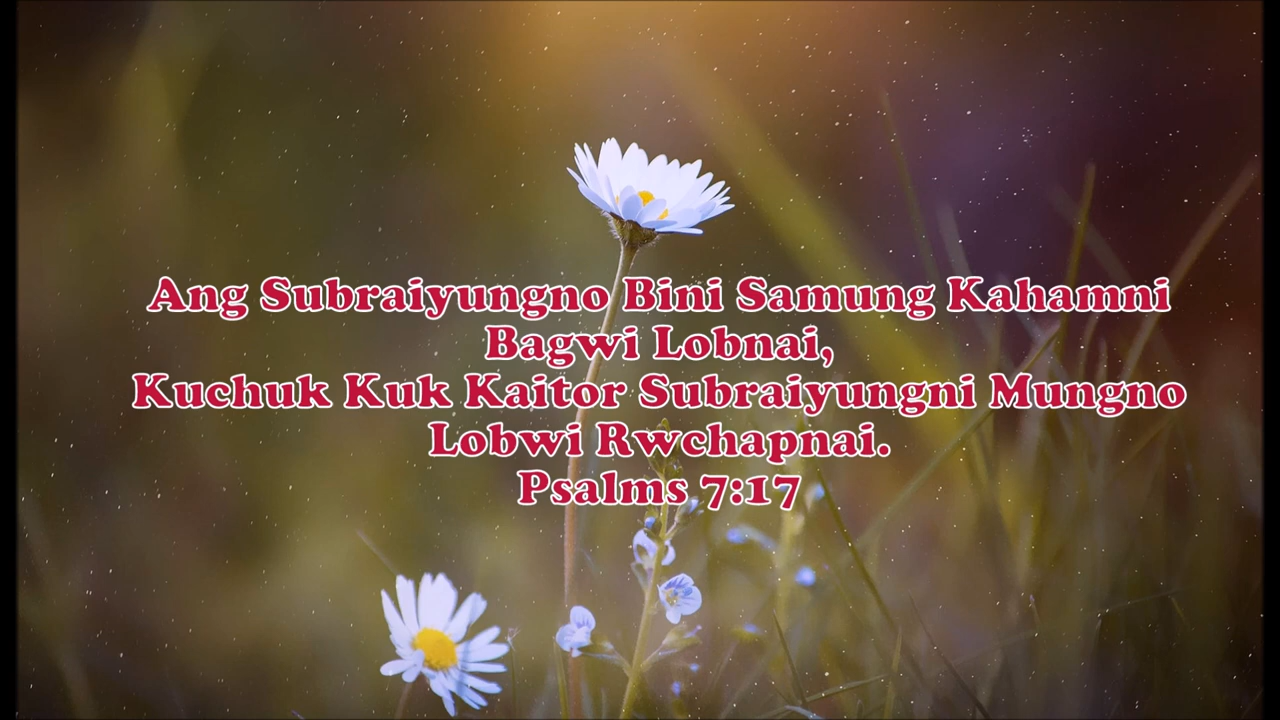 Ang Subraiyungno Bini Samung Kahamni
Bagwi Lobnai,
Kuchuk Kuk Kaitor Subraiyungni Mungno
Lobwi Rwchapnai.
Psalms 7:17